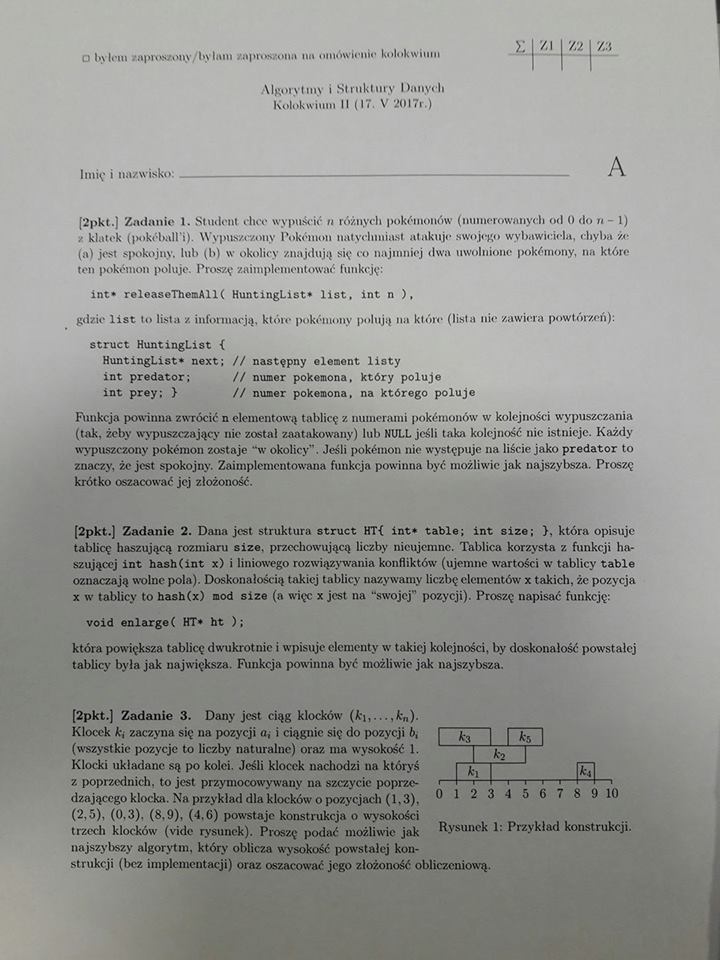 □ byłem zaproszony/byłam zaproszona na omówienie kolokwium
Σ Z1 Z2 Z3
Algorytmy i Struktury Danych
Kolokwium II (17. V 2017r.)
Imię i nazwisko:
A
[2pkt.] Zadanie 1. Student chce wypuścić n różnych pokémonów (numerowanych od 0 do n − 1)
z klatek (pokéball'i). Wypuszczony Pokémon natychmiast atakuje swojego wybawiciela, chyba że
(a) jest spokojny, lub (b) w okolicy znajdują się co najmniej dwa uwolnione pokémony, na które
ten pokémon poluje. Proszę zaimplementować funkcję:
int* releaseThemAll( HuntingList* list, int n ),
gdzie list to lista z informacją, które pokémony polują na które (lista nie zawiera powtórzeń):
struct HuntingList {
HuntingList* next; // następny element listy
int predator; // numer pokemona, który poluje
int prey; } // numer pokemona, na którego poluje
Funkcja powinna zwrócić n elementową tablicę z numerami pokémonów w kolejności wypuszczania
(tak, żeby wypuszczający nie został zaatakowany) lub NULL jeśli taka kolejność nie istnieje. Każdy
wypuszczony pokémon zostaje "w okolicy". Jeśli pokémon nie występuje na liście jako predator to
znaczy, że jest spokojny. Zaimplementowana funkcja powinna być możliwie jak najszybsza. Proszę
krótko oszacować jej złożoność.
[2pkt.] Zadanie 2. Dana jest struktura struct HT{ int* table; int size; }, która opisuje
tablicę haszującą rozmiaru size, przechowującą liczby nieujemne. Tablica korzysta z funkcji ha-
szującej int hash(int x) i liniowego rozwiązywania konfliktów (ujemne wartości w tablicy table
oznaczają wolne pola). Doskonałością takiej tablicy nazywamy liczbę elementów x takich, że pozycja
x w tablicy to hash(x) mod size (a więc x jest na "swojej" pozycji). Proszę napisać funkcję:
void enlarge( HT* ht );
która powiększa tablicę dwukrotnie i wpisuje elementy w takiej kolejności, by doskonałość powstałej
tablicy była jak największa. Funkcja powinna być możliwie jak najszybsza.
[2pkt.] Zadanie 3. Dany jest ciąg klocków (k1, . . . , kn).
Klocek ki zaczyna się na pozycji ai i ciągnie się do pozycji bi
(wszystkie pozycje to liczby naturalne) oraz ma wysokość 1.
Klocki układane są po kolei. Jeśli klocek nachodzi na któryś
z poprzednich, to jest przymocowywany na szczycie poprze-
dzającego klocka. Na przykład dla klocków o pozycjach (1, 3),
(2, 5), (0, 3), (8, 9), (4, 6) powstaje konstrukcja o wysokości
trzech klocków (vide rysunek). Proszę podać możliwie jak
najszybszy algorytm, który oblicza wysokość powstałej kon-
strukcji (bez implementacji) oraz oszacować jego złożoność obliczeniową.
k3 k5
k2
k1 k4
0 1 2 3 4 5 6 7 8 9 10
Rysunek 1: Przykład konstrukcji.